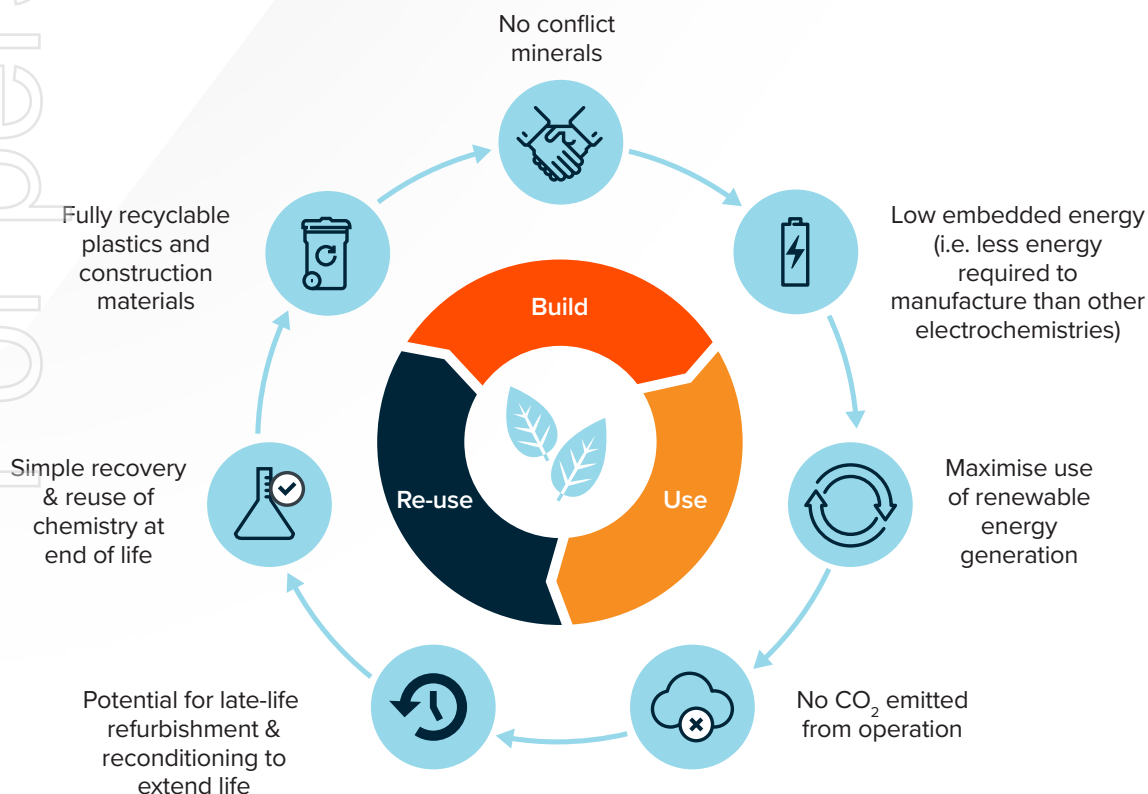 No conflict
minerals
Low embedded energy
(i.e. less energy
required to
manufacture than other
electrochemistries)
Maximise use
of renewable
energy
generation
No CO₂ emitted
from operation
Potential for late-life
refurbishment &
reconditioning to
extend life
Simple recovery
& reuse of
chemistry at
end of life
Fully recyclable
plastics and
construction
materials
Build
Use
Re-use